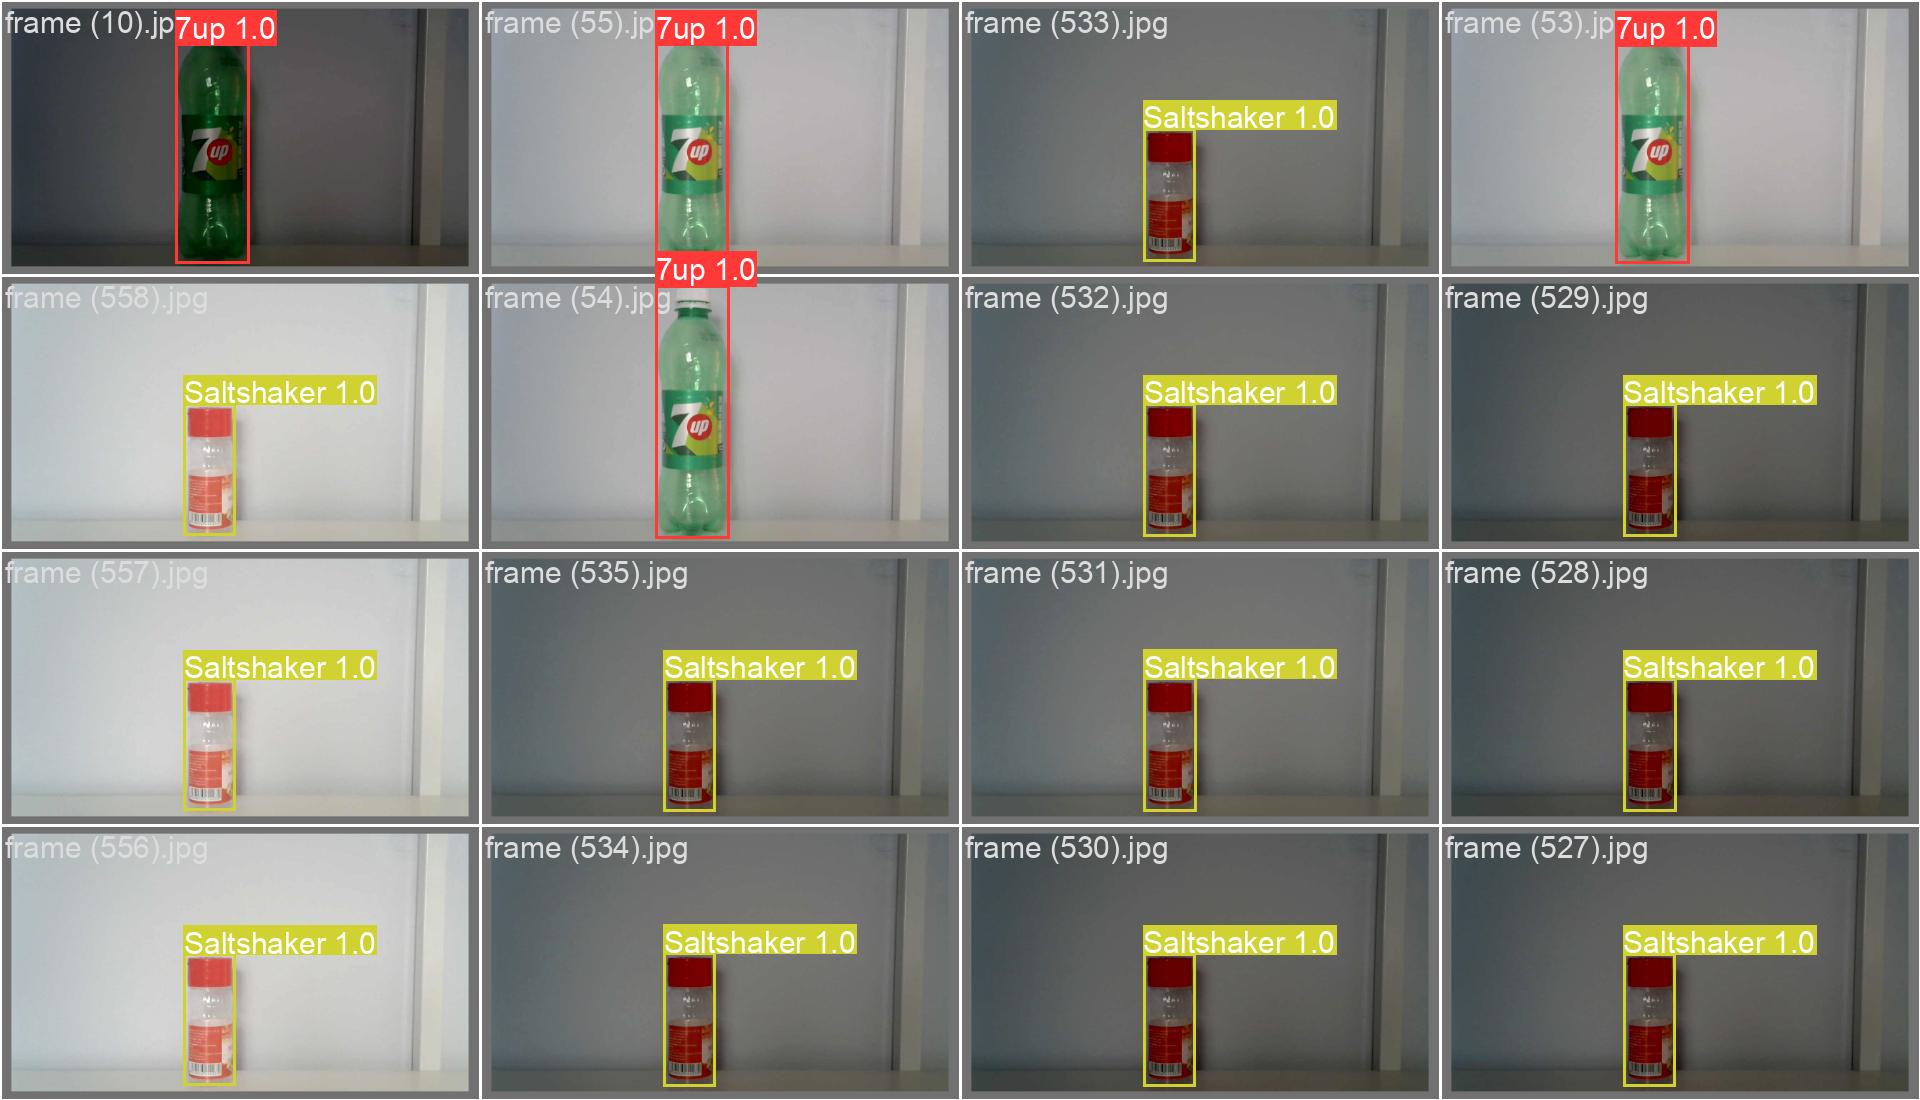 frame (10).jp
7up 1.0
7up
frame (55).jp
7up 1.0
7up
frame (533).jpg
Saltshaker 1.0
frame (53).jp
7up 1.0
7up
frame (558).jpg
Saltshaker 1.0
frame (54).jpg
7up 1.0
7up
frame (532).jpg
Saltshaker 1.0
frame (529).jpg
Saltshaker 1.0
frame (557).jpg
Saltshaker 1.0
frame (535).jpg
Saltshaker 1.0
frame (531).jpg
Saltshaker 1.0
frame (528).jpg
Saltshaker 1.0
frame (556).jpg
Saltshaker 1.0
frame (534).jpg
Saltshaker 1.0
frame (530).jpg
Saltshaker 1.0
frame (527).jpg
Saltshaker 1.0